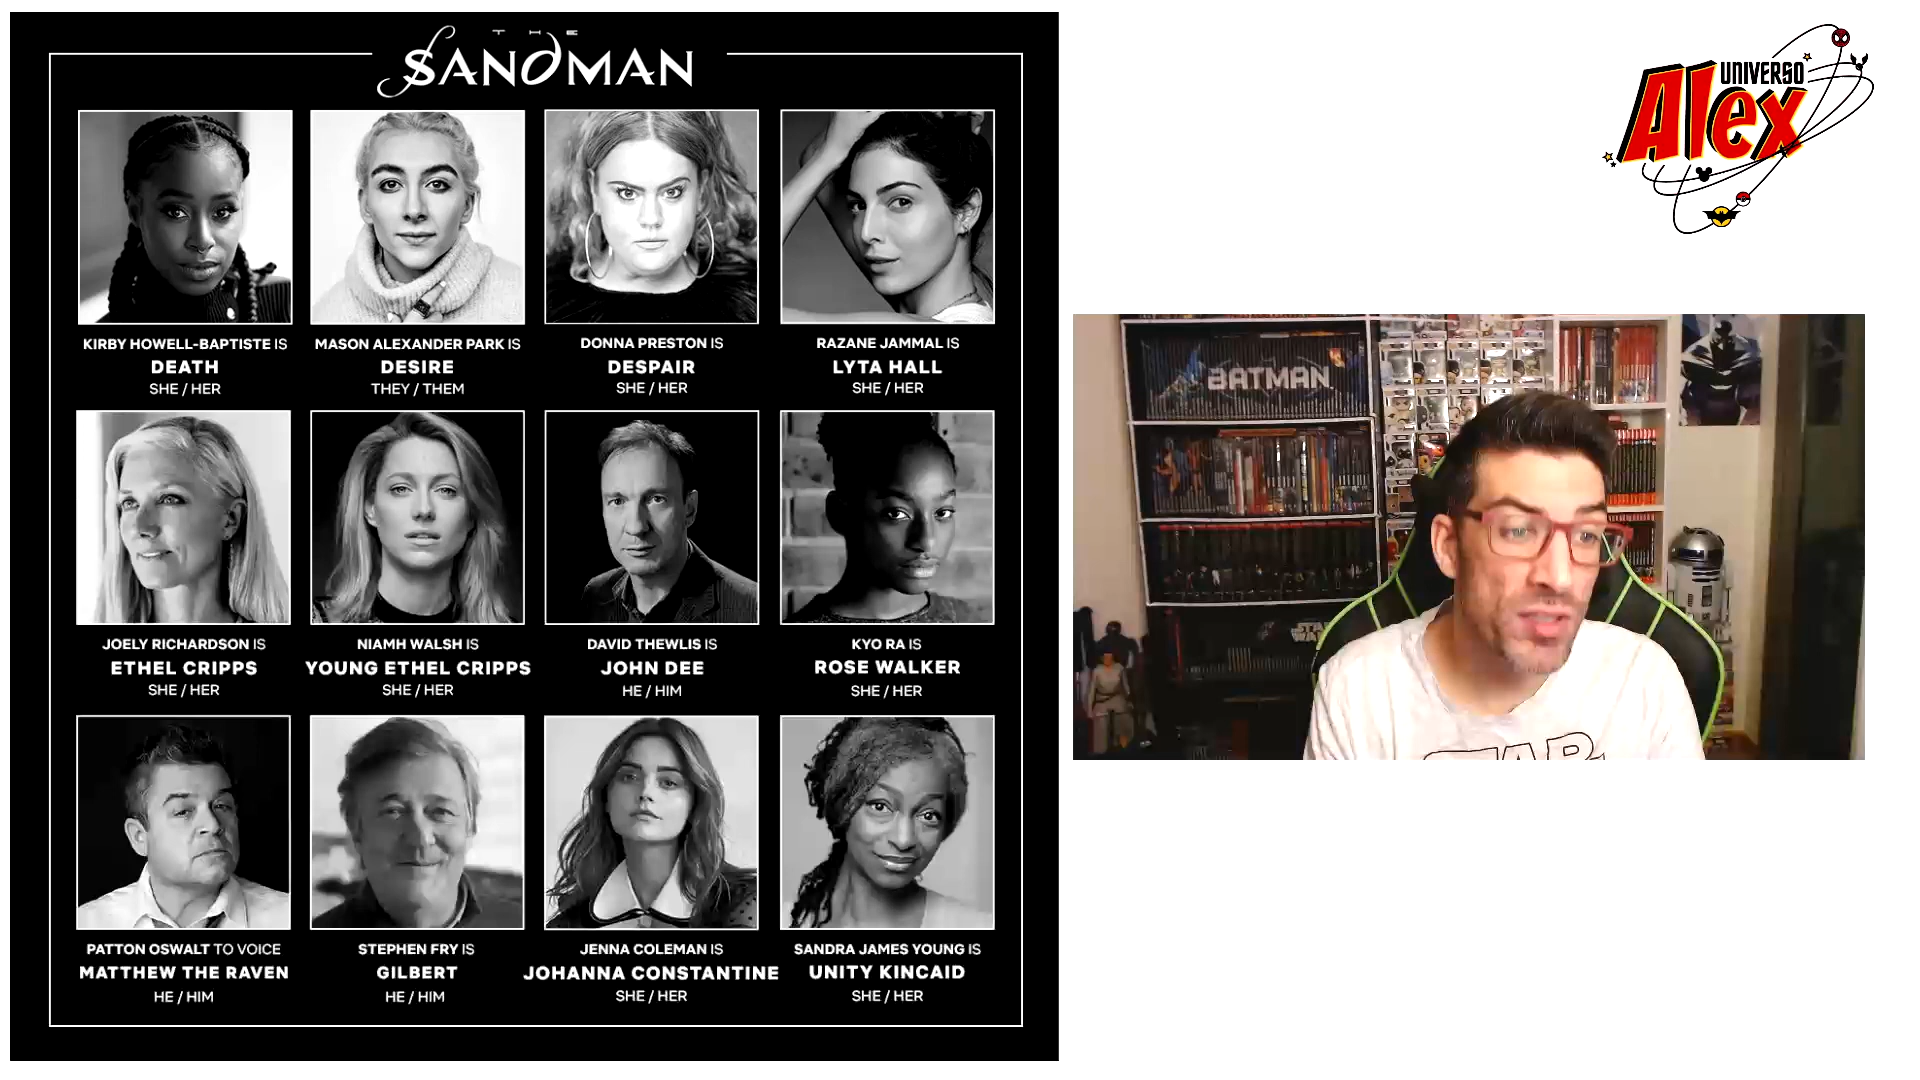 THE
SANDMAN
KIRBY HOWELL-BAPTISTE IS
DEATH
SHE / HER
MASON ALEXANDER PARK IS
DESIRE
THEY / THEM
DONNA PRESTON IS
DESPAIR
SHE / HER
RAZANE JAMMAL IS
LYTA HALL
SHE / HER
JOELY RICHARDSON IS
ETHEL CRIPPS
SHE / HER
NIAMH WALSH IS
YOUNG ETHEL CRIPPS
SHE / HER
DAVID THEWLIS IS
JOHN DEE
HE / HIM
KYO RA IS
ROSE WALKER
SHE / HER
PATTON OSWALT TO VOICE
MATTHEW THE RAVEN
HE / HIM
STEPHEN FRY IS
GILBERT
HE / HIM
JENNA COLEMAN IS
JOHANNA CONSTANTINE
SHE / HER
SANDRA JAMES YOUNG IS
UNITY KINCAID
SHE / HER
UNIVERSO
Alex
BATMAN
STAR